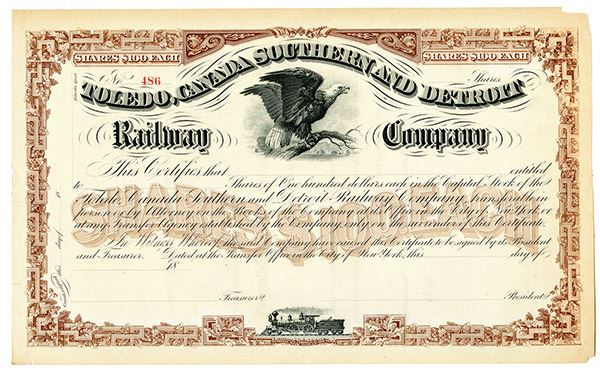 SHARES $100 EACH SHARES $100 EACH
No. 486 Shares
TOLEDO, CANADA SOUTHERN AND DETROIT
Railway Company
This Certifies that entitled
to Shares of One hundred dollars each in the Capital Stock of the
Toledo Canada Southern and Detroit Railway Company, transferable in
person or by Attorney on the Books of the Company at its Office in the City of New York, or
at any Transfer Agency established by the Company only on the surrender of this Certificate.
In Witness Whereof, the said Company has caused this Certificate to be signed by its President
and Treasurer. Dated at the Transfer Office in the City of New York, this day of
18
Treasurer President